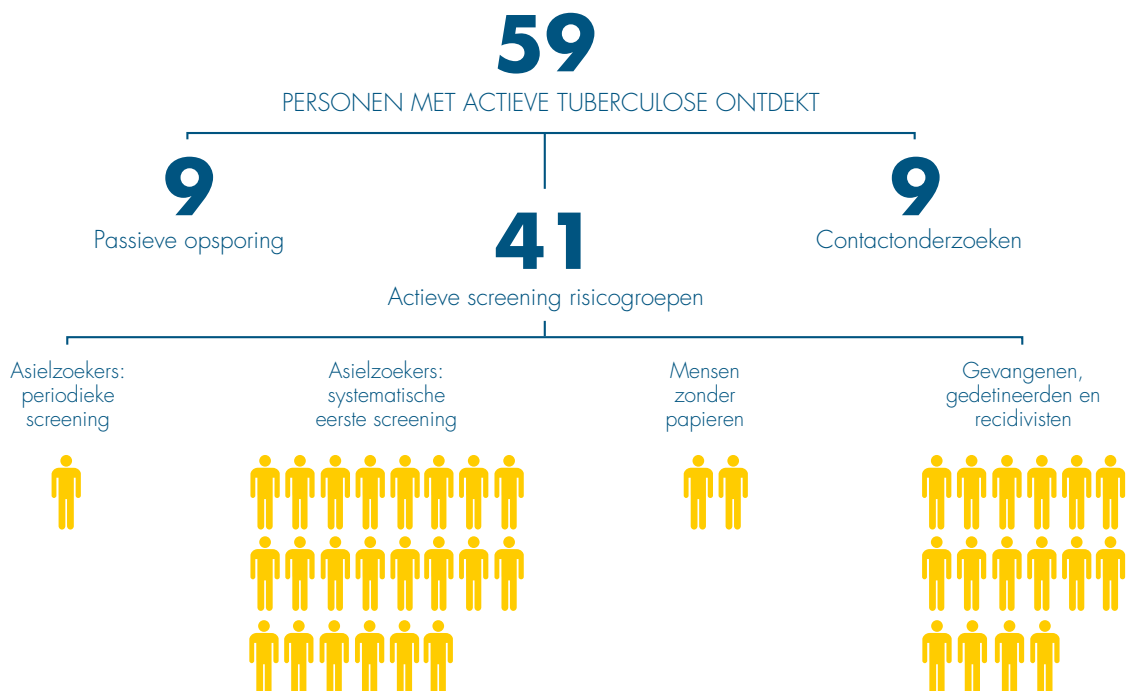 59
PERSONEN MET ACTIEVE TUBERCULOSE ONTDEKT
9
Passieve opsporing
41
Actieve screening risicogroepen
9
Contactonderzoeken
Asielzoekers:
periodieke
screening
Asielzoekers:
systematische
eerste screening
Mensen
zonder
papieren
Gevangenen,
gedetineerden en
recidivisten